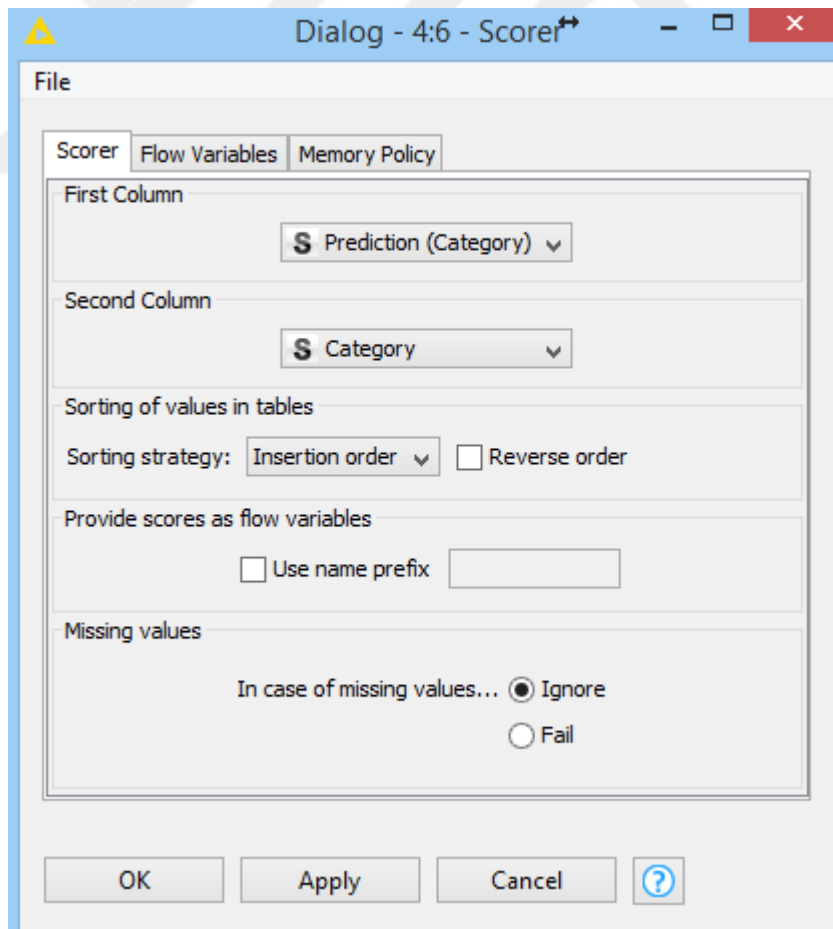 Dialog - 4:6 - Scorer
File
Scorer Flow Variables Memory Policy
First Column
S Prediction (Category)
Second Column
S Category
Sorting of values in tables
Sorting strategy: Insertion order Reverse order
Provide scores as flow variables
Use name prefix
Missing values
In case of missing values... Ignore
Fail
OK Apply Cancel ?